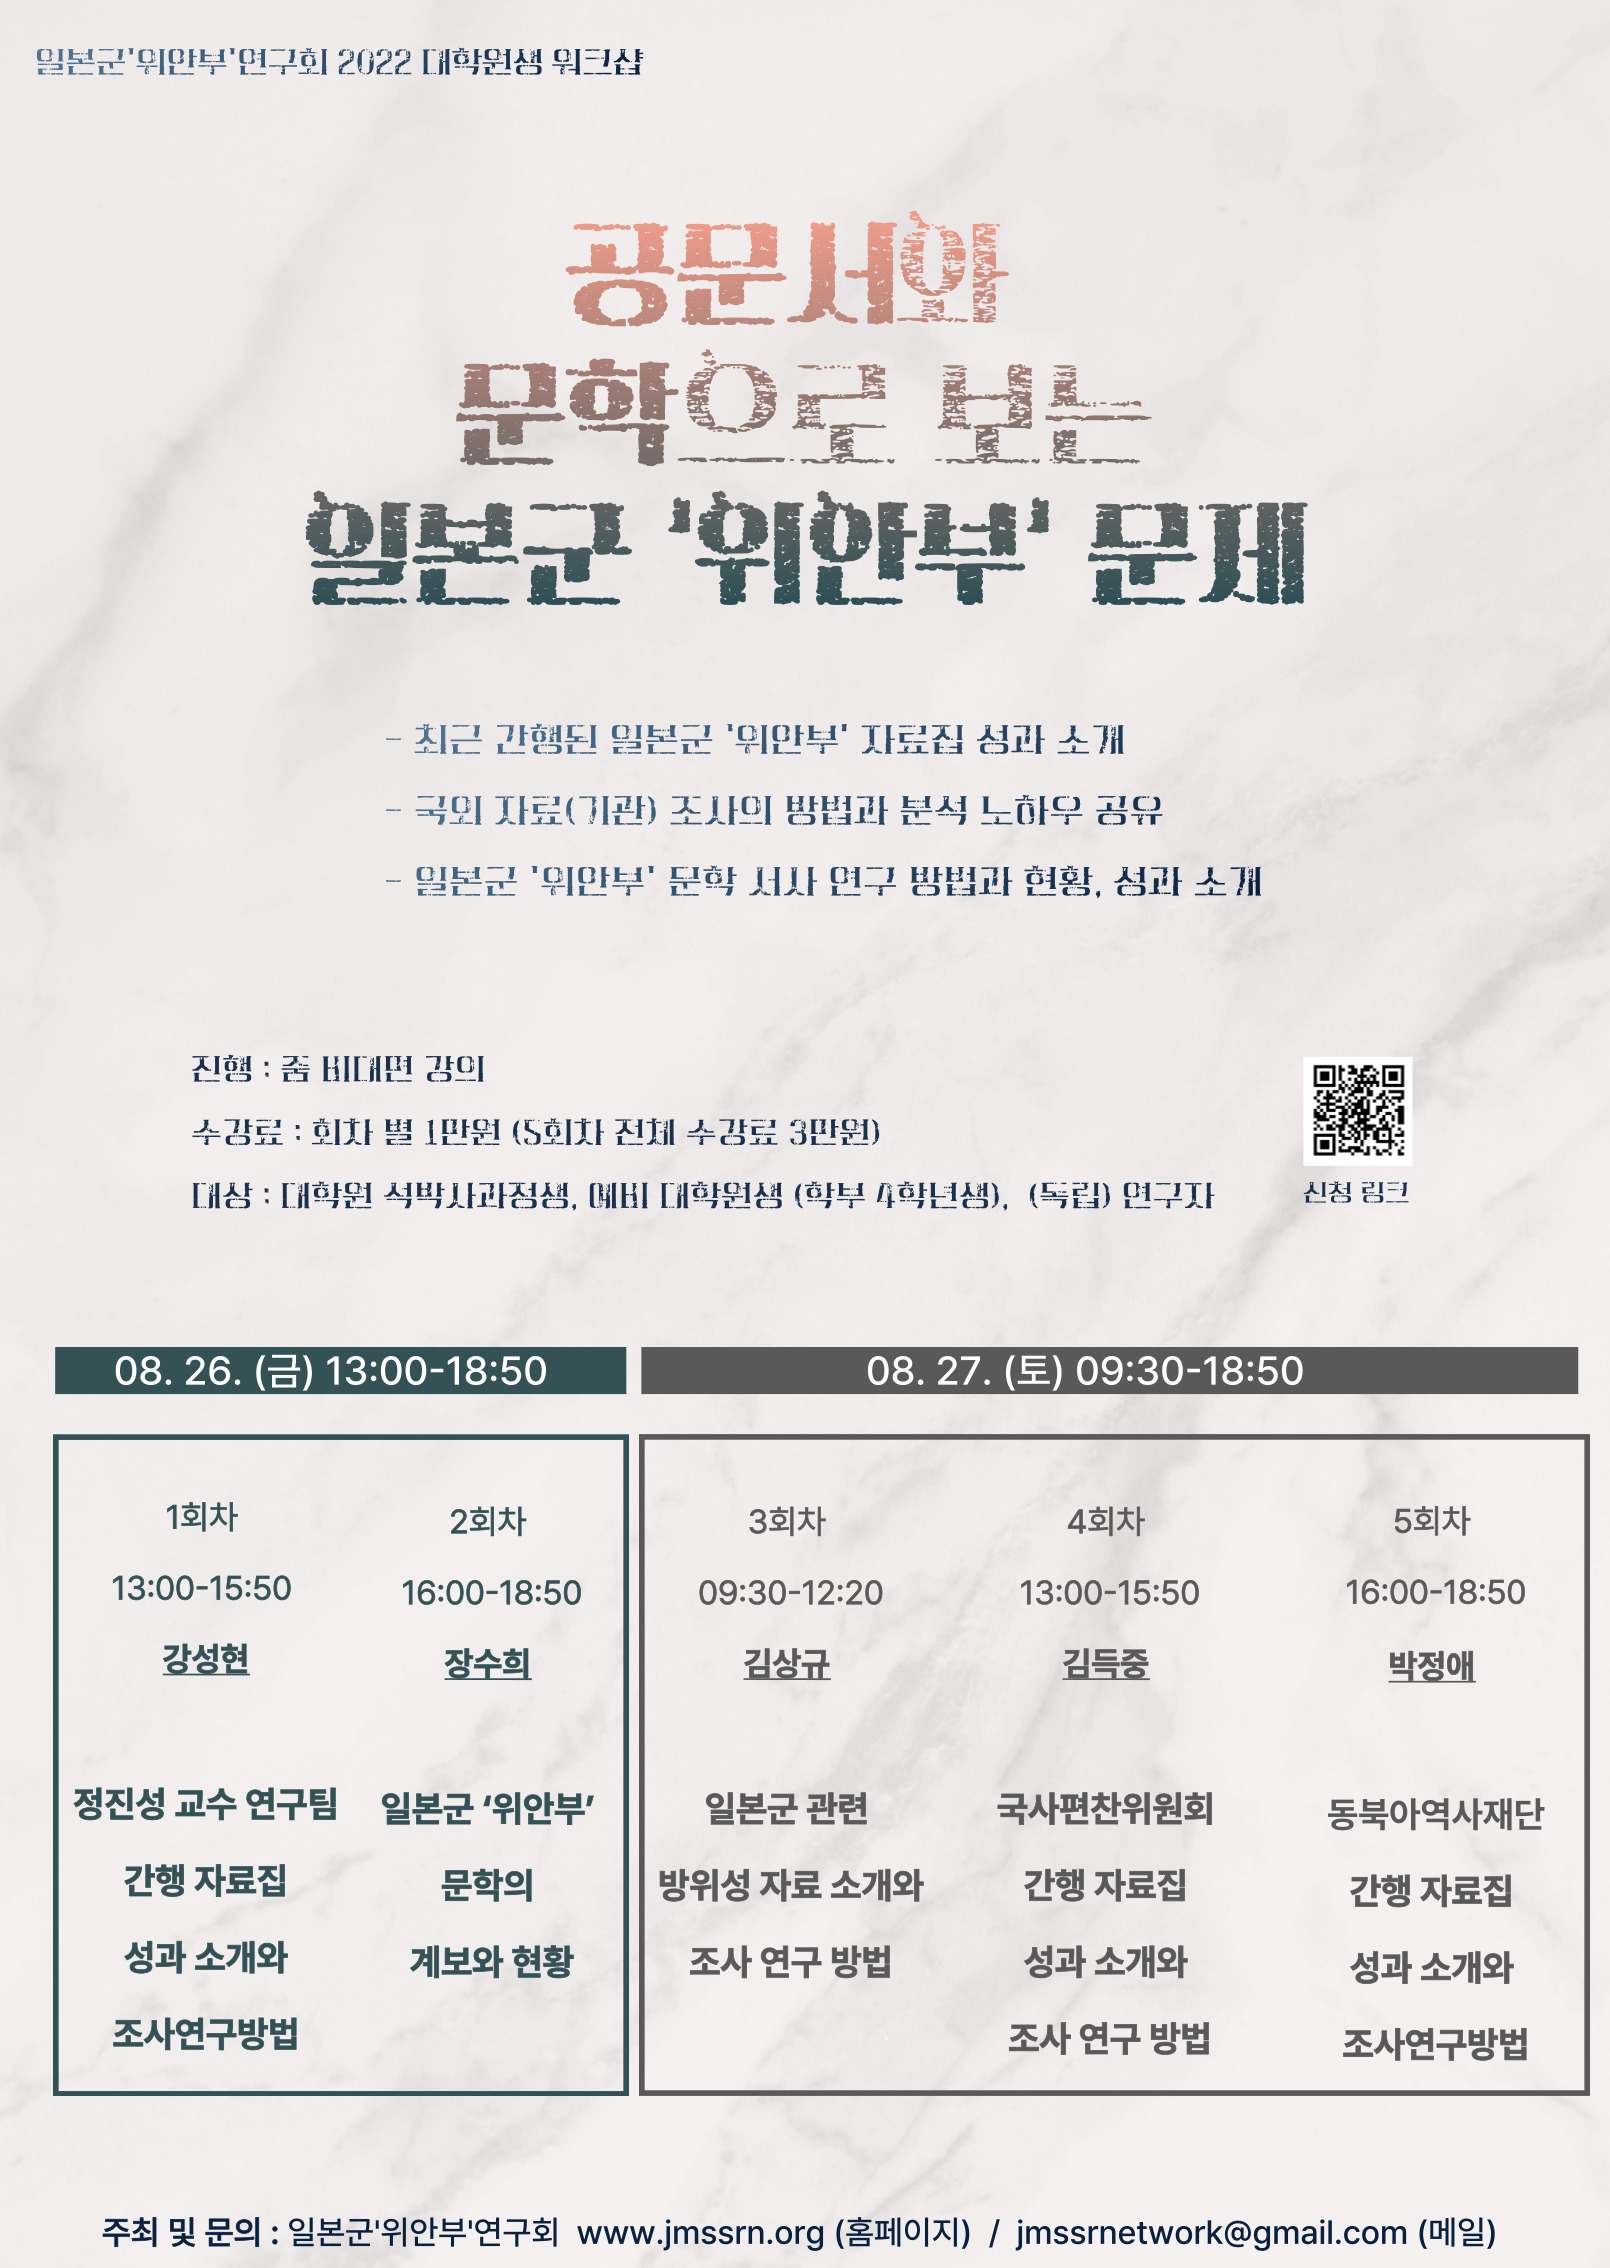 일본군'위안부'연구회 2022 대학원생 워크샵
공문서와
문학으로 보는
일본군 '위안부' 문제
- 최근 간행된 일본군 '위안부' 자료집 성과 소개
- 국외 자료(기관) 조사의 방법과 분석 노하우 공유
- 일본군 '위안부' 문학 서사 연구 방법과 현황, 성과 소개
진행 : 줌 비대면 강의
수강료 : 회차 별 1만원 (5회차 전체 수강료 3만원)
대상 : 대학원 석박사과정생, 예비 대학원생 (학부 4학년생), (독립) 연구자
신청 링크
08. 26. (금) 13:00-18:50
1회차
13:00-15:50
강성현
정진성 교수 연구팀
간행 자료집
성과 소개와
조사연구방법
2회차
16:00-18:50
장수희
일본군 ‘위안부’
문학의
계보와 현황
08. 27. (토) 09:30-18:50
3회차
09:30-12:20
김상규
일본군 관련
방위성 자료 소개와
조사 연구 방법
4회차
13:00-15:50
김득중
국사편찬위원회
간행 자료집
성과 소개와
조사 연구 방법
5회차
16:00-18:50
박정애
동북아역사재단
간행 자료집
성과 소개와
조사연구방법
주최 및 문의 : 일본군'위안부'연구회 www.jmssrn.org (홈페이지) / jmssrnetwork@gmail.com (메일)